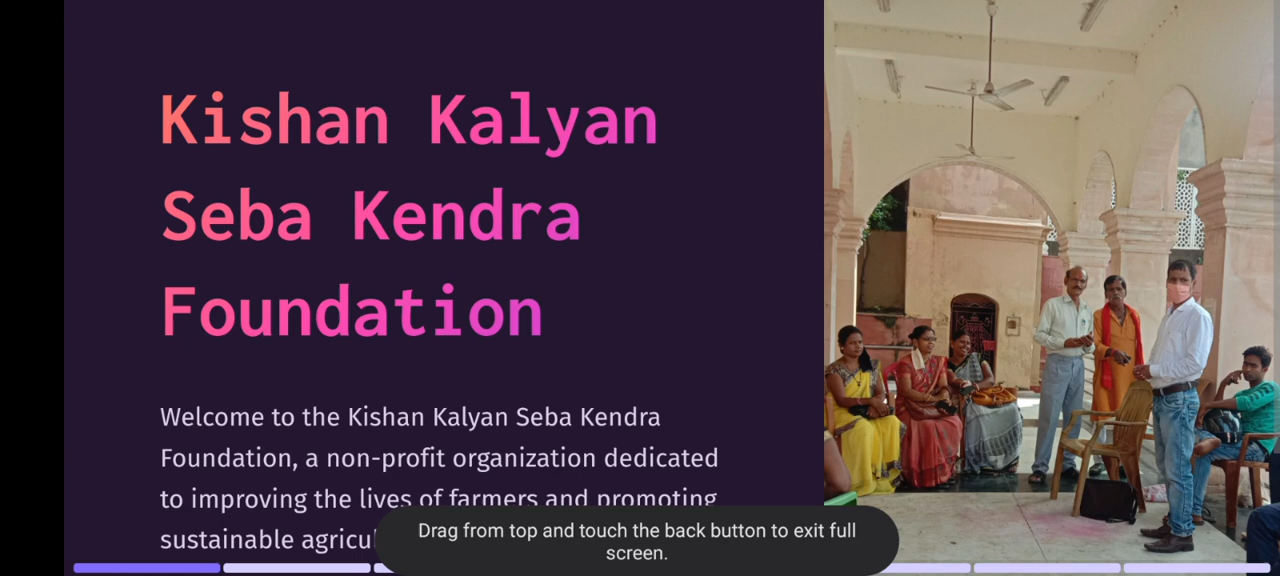 Kishan Kalyan
Seba Kendra
Foundation
Welcome to the Kishan Kalyan Seba Kendra
Foundation, a non-profit organization dedicated
to improving the lives of farmers and promoting
sustainable
Drag from top and touch the back button to exit full
screen.